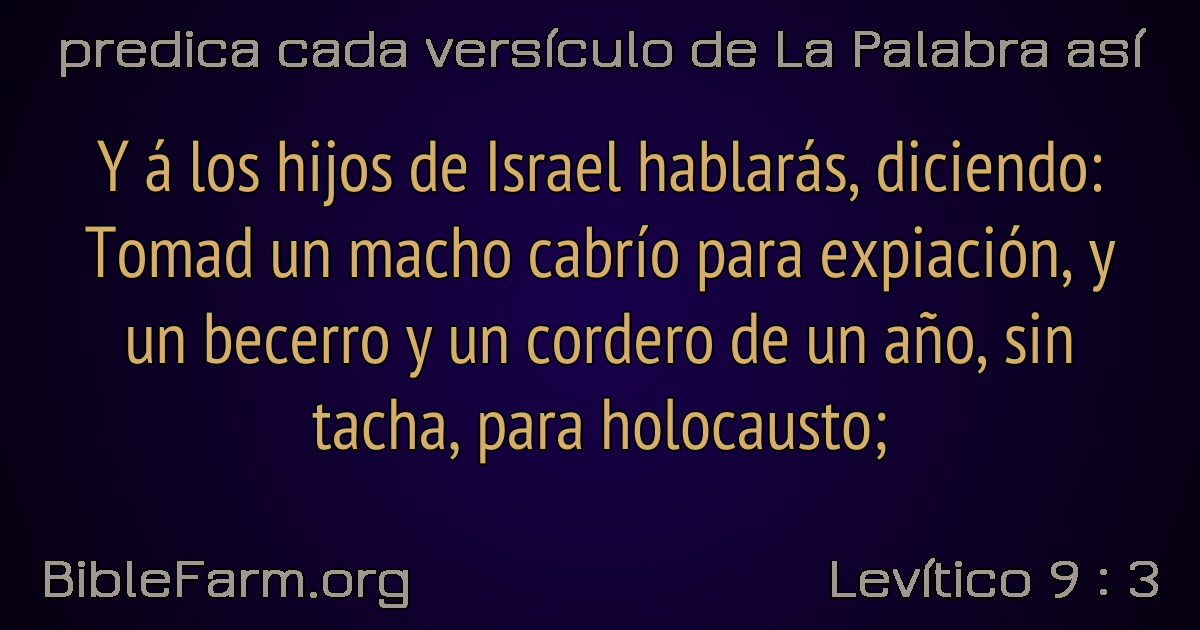 predica cada versículo de La Palabra así
Y á los hijos de Israel hablarás, diciendo:
Tomad un macho cabrío para expiación, y
un becerro y un cordero de un año, sin
tacha, para holocausto;
BibleFarm.org
Levítico 9 : 3